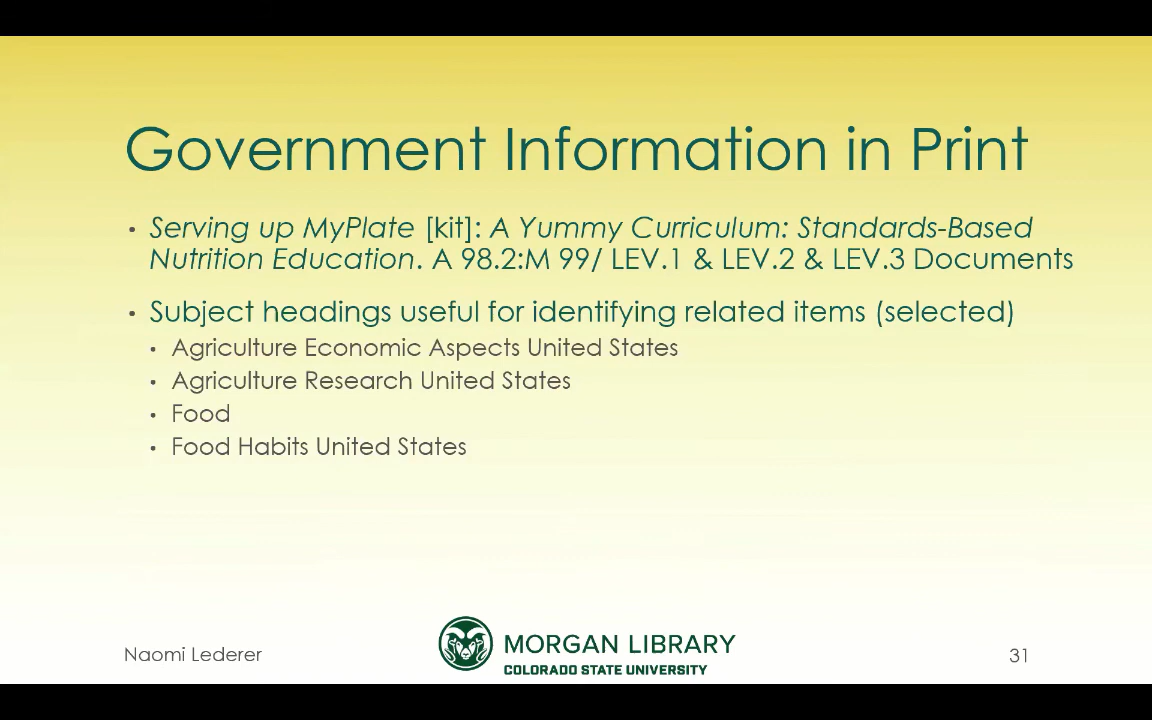 Government Information in Print
• Serving up MyPlate [kit]: A Yummy Curriculum: Standards-Based
Nutrition Education. A 98.2:M 99/ LEV.1 & LEV.2 & LEV.3 Documents
• Subject headings useful for identifying related items (selected)
• Agriculture Economic Aspects United States
• Agriculture Research United States
• Food
• Food Habits United States
Naomi Lederer
MORGAN LIBRARY
COLORADO STATE UNIVERSITY
31